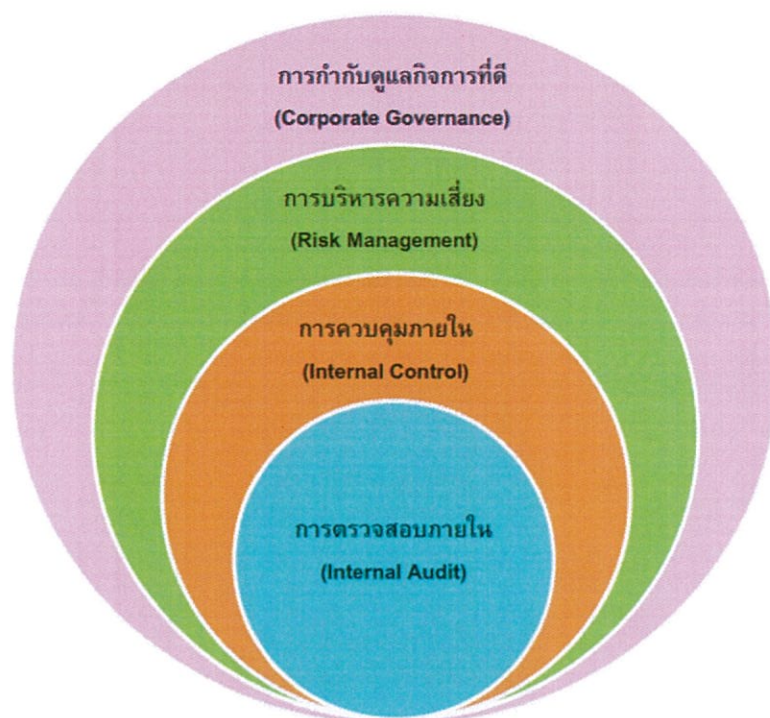 การกำกับดูแลกิจการที่ดี
(Corporate Governance)
การบริหารความเสี่ยง
(Risk Management)
การควบคุมภายใน
(Internal Control)
การตรวจสอบภายใน
(Internal Audit)